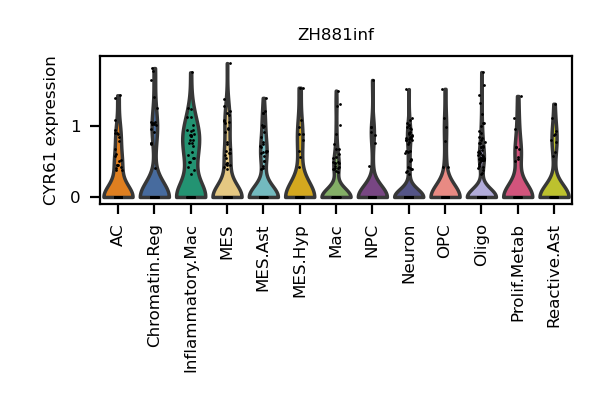 ZH881inf
CYR61 expression
1
0
AC
Chromatin.Reg
Inflammatory.Mac
MES
MES.Ast
MES.Hyp
Mac
NPC
Neuron
OPC
Oligo
Prolif.Metab
Reactive.Ast